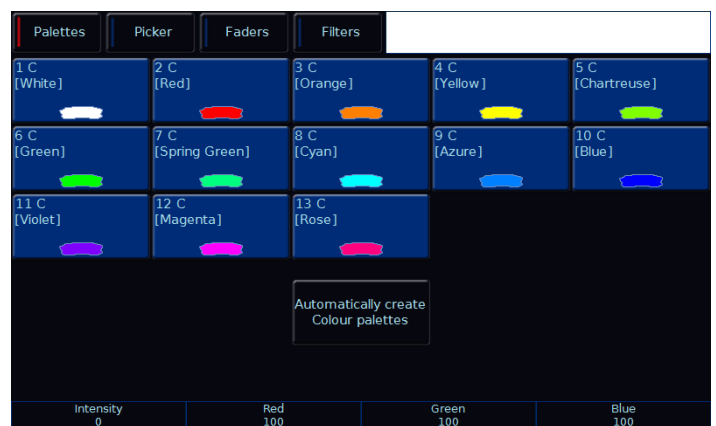 Palettes
Picker
Faders
Filters
1 C
[White]
2 C
[Red]
3 C
[Orange]
4 C
[Yellow]
5 C
[Chartreuse]
6 C
[Green]
7 C
[Spring Green]
8 C
[Cyan]
9 C
[Azure]
10 C
[Blue]
11 C
[Violet]
12 C
[Magenta]
13 C
[Rose]
Automatically create
Colour palettes
Intensity
0
Red
100
Green
100
Blue
100